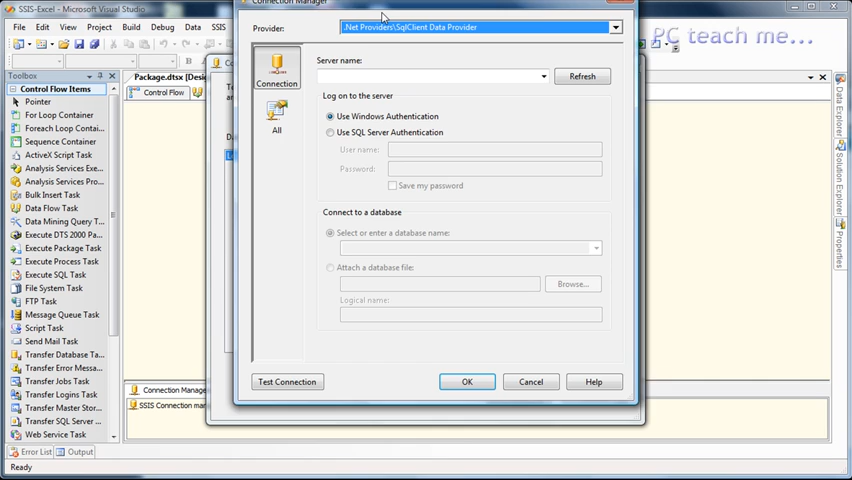 SSIS-Excel - Microsoft Visual Studio
Connection Manager
PC teach me...
File Edit View Project Build Debug Data SSIS
Provider: .Net Providers\SqlClient Data Provider
Toolbox
Package.dtsx [Design
Control Flow Items
Control Flow
Pointer
For Loop Container
Foreach Loop Container
Sequence Container
ActiveX Script Task
Analysis Services Exe...
Analysis Services Pro...
Bulk Insert Task
Data Flow Task
Data Mining Query T...
Execute DTS 2000 Pa...
Execute Package Task
Execute Process Task
Execute SQL Task
File System Task
FTP Task
Message Queue Task
Script Task
Send Mail Task
Transfer Database Ta...
Transfer Error Messa...
Transfer Jobs Task
Transfer Logins Task
Transfer Master Stor...
Transfer SQL Server ...
Web Service Task
Connection
All
Server name:
Refresh
Log on to the server
Use Windows Authentication
Use SQL Server Authentication
User name:
Password:
Save my password
Connect to a database
Select or enter a database name:
Attach a database file:
Browse...
Logical name:
Test Connection
OK
Cancel
Help
Connection Manager
SSIS Connection man
Data Explorer
Solution Explorer
Properties
Error List
Output
Ready